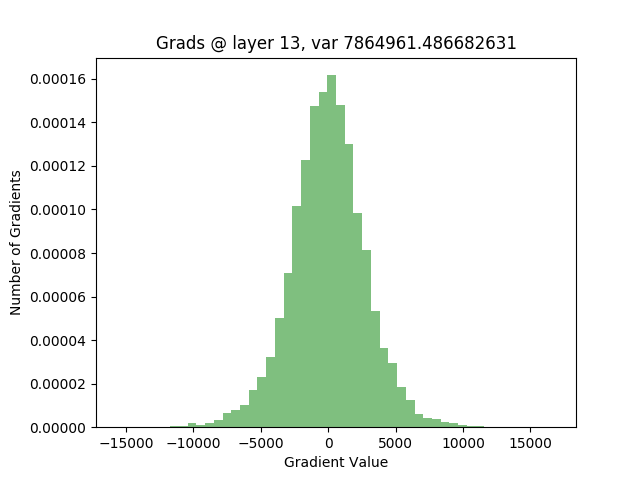 Grads @ layer 13, var 7864961.486682631
0.00016
0.00014
0.00012
0.00010
0.00008
0.00006
0.00004
0.00002
0.00000
Number of Gradients
−15000 −10000 −5000 0 5000 10000 15000
Gradient Value